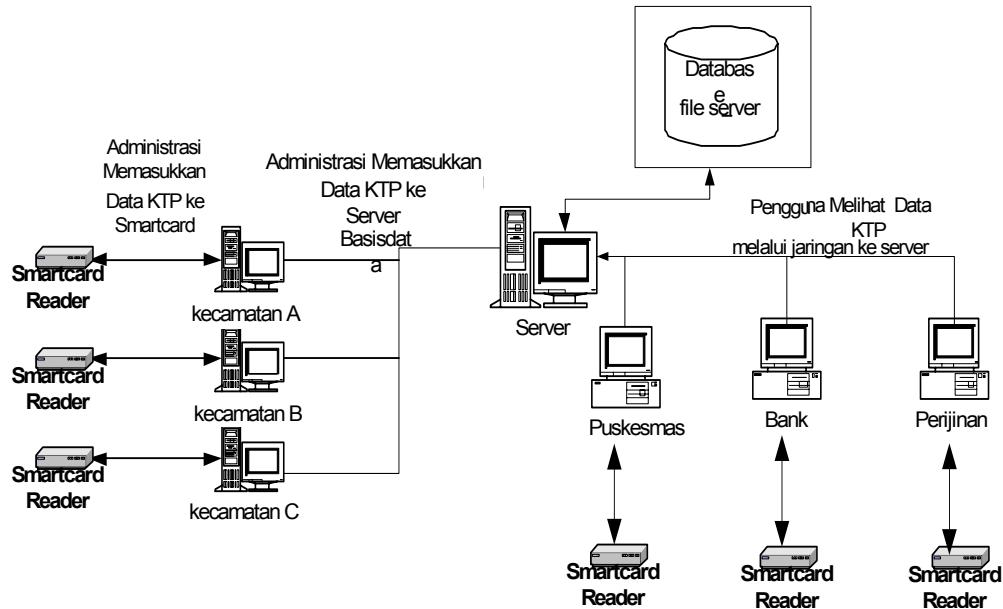 Databas
e
file server
Administrasi
Memasukkan
Data KTP ke
Smartcard
Administrasi Memasukkan
Data KTP ke
Server
Basisdat
a
Pengguna Melihat Data
KTP
melalui jaringan ke server
Smartcard
Reader
kecamatan A
Server
Smartcard
Reader
kecamatan B
Puskesmas
Bank
Perijinan
Smartcard
Reader
kecamatan C
Smartcard
Reader
Smartcard
Reader
Smartcard
Reader